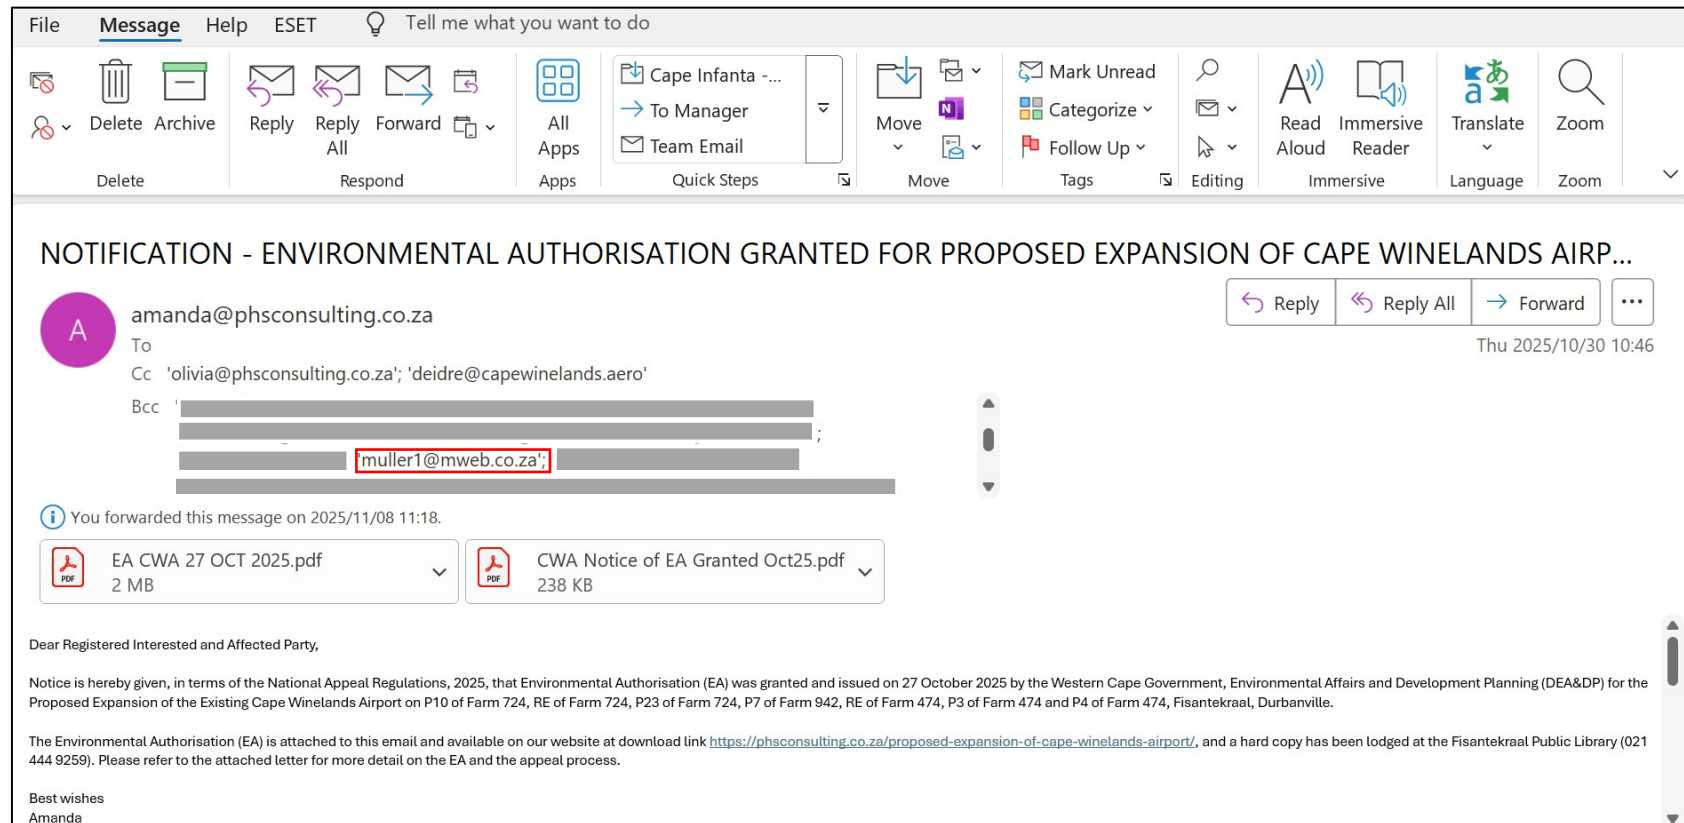 File Message Help ESET Tell me what you want to do
Delete Archive Reply Reply All Forward All Apps
Cape Infanta -...
To Manager
Team Email
Move
Mark Unread
Categorize
Follow Up
Read Aloud Immersive Reader Translate Zoom
Delete Respond Apps Quick Steps Move Tags Editing Immersive Language Zoom
NOTIFICATION - ENVIRONMENTAL AUTHORISATION GRANTED FOR PROPOSED EXPANSION OF CAPE WINELANDS AIRP...
A
amanda@phsconsulting.co.za
Reply Reply All Forward ...
To
Thu 2025/10/30 10:46
Cc 'olivia@phsconsulting.co.za'; 'deidre@capewinelands.aero'
Bcc '
;
'muller1@mweb.co.za';
You forwarded this message on 2025/11/08 11:18.
PDF EA CWA 27 OCT 2025.pdf
2 MB
PDF CWA Notice of EA Granted Oct25.pdf
238 KB
Dear Registered Interested and Affected Party,
Notice is hereby given, in terms of the National Appeal Regulations, 2025, that Environmental Authorisation (EA) was granted and issued on 27 October 2025 by the Western Cape Government, Environmental Affairs and Development Planning (DEA&DP) for the
Proposed Expansion of the Existing Cape Winelands Airport on P10 of Farm 724, RE of Farm 724, P23 of Farm 724, P7 of Farm 942, RE of Farm 474, P3 of Farm 474 and P4 of Farm 474, Fisantekraal, Durbanville.
The Environmental Authorisation (EA) is attached to this email and available on our website at download link https://phsconsulting.co.za/proposed-expansion-of-cape-winelands-airport/, and a hard copy has been lodged at the Fisantekraal Public Library (021
444 9259). Please refer to the attached letter for more detail on the EA and the appeal process.
Best wishes
Amanda